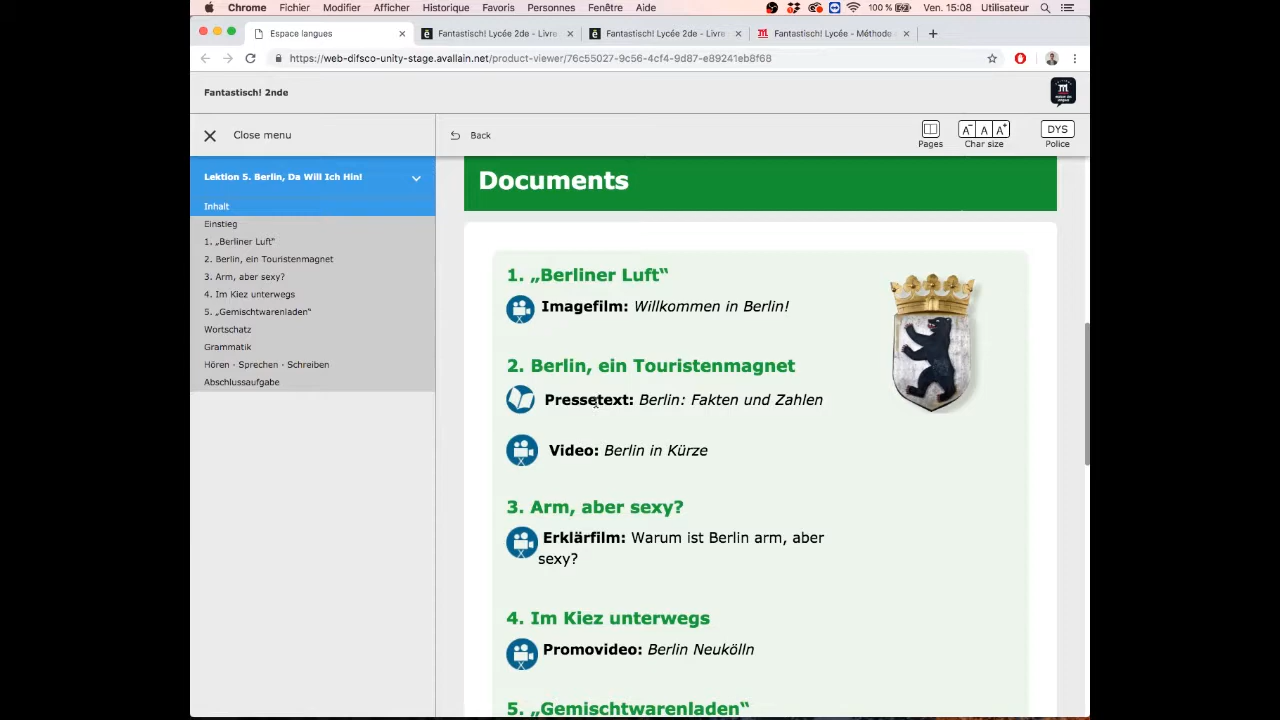 Chrome Fichier Modifier Afficher Historique Favoris Personnes Fenêtre Aide 100 % Ven. 15:08 Utilisateur
Espace langues Fantastisch! Lycée 2de - Livre Fantastisch! Lycée 2de - Livre Fantastisch! Lycée - Méthode
https://web-difsco-unity-stage.avallain.net/product-viewer/76c55027-9c56-4cf4-9d87-e89241eb8f68
Fantastisch! 2nde
Close menu
Back
Pages
A- A A+
Char size
DYS
Police
Lektion 5. Berlin, Da Will Ich Hin!
Inhalt
Einstieg
1. „Berliner Luft“
2. Berlin, ein Touristenmagnet
3. Arm, aber sexy?
4. Im Kiez unterwegs
5. „Gemischtwarenladen“
Wortschatz
Grammatik
Hören - Sprechen - Schreiben
Abschlussaufgabe
Documents
1. „Berliner Luft“
Imagefilm: Willkommen in Berlin!
2. Berlin, ein Touristenmagnet
Pressetext: Berlin: Fakten und Zahlen
Video: Berlin in Kürze
3. Arm, aber sexy?
Erklärfilm: Warum ist Berlin arm, aber
sexy?
4. Im Kiez unterwegs
Promovideo: Berlin Neukölln
5. „Gemischtwarenladen“